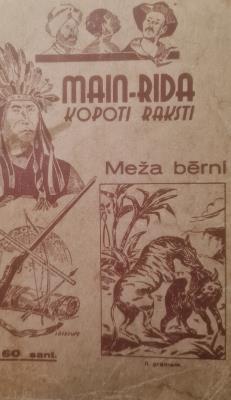 MAIN-RIDA
KOPOTI RAKSTI
Meža bērni
60 sant.